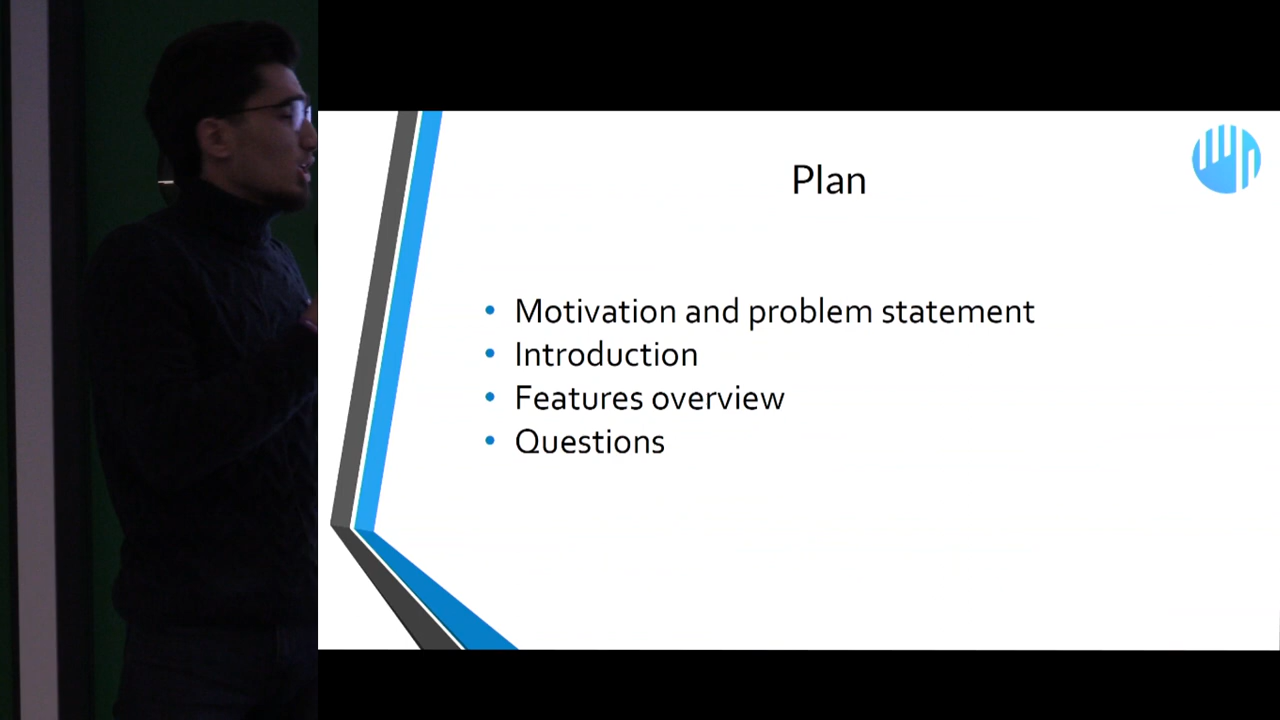 Plan
• Motivation and problem statement
• Introduction
• Features overview
• Questions